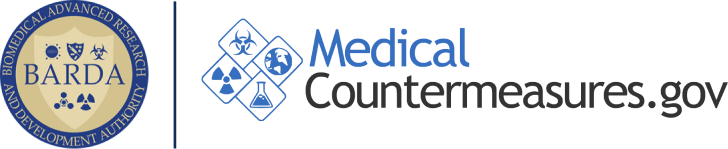 BIOMEDICAL ADVANCED RESEARCH
BARDA
AND DEVELOPMENT AUTHORITY
Medical
Countermeasures.gov